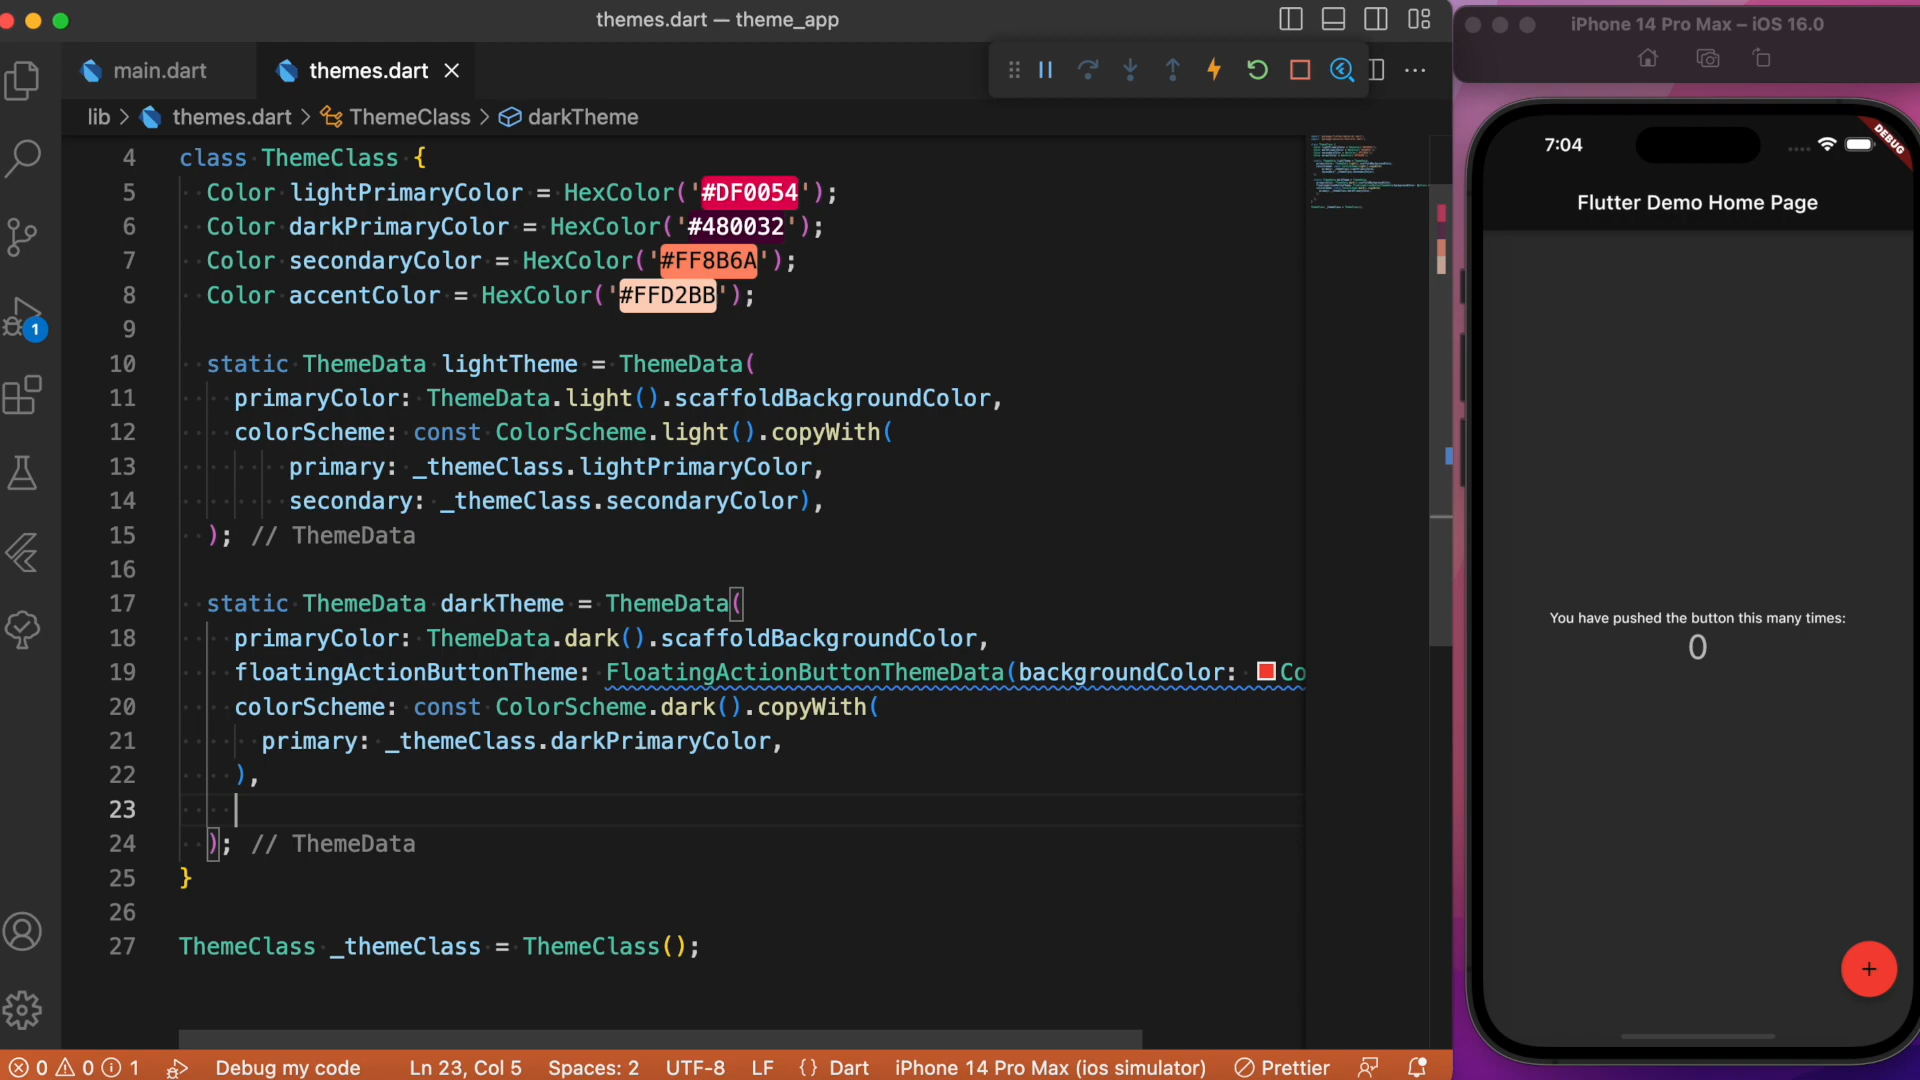 themes.dart — theme_app
main.dart
themes.dart
lib > themes.dart > ThemeClass > darkTheme
4 class ThemeClass {
5 Color lightPrimaryColor = HexColor('#DF0054');
6 Color darkPrimaryColor = HexColor('#480032');
7 Color secondaryColor = HexColor('#FF8B6A');
8 Color accentColor = HexColor('#FFD2BB');
9
10 static ThemeData lightTheme = ThemeData(
11 primaryColor: ThemeData.light().scaffoldBackgroundColor,
12 colorScheme: const ColorScheme.light().copyWith(
13 primary: _themeClass.lightPrimaryColor,
14 secondary: _themeClass.secondaryColor),
15 ); // ThemeData
16
17 static ThemeData darkTheme = ThemeData(
18 primaryColor: ThemeData.dark().scaffoldBackgroundColor,
19 floatingActionButtonTheme: FloatingActionButtonThemeData(backgroundColor: Co
20 colorScheme: const ColorScheme.dark().copyWith(
21 primary: _themeClass.darkPrimaryColor,
22 ),
23
24 ); // ThemeData
25 }
26
27 ThemeClass _themeClass = ThemeClass();
1
0 0 1 Debug my code Ln 23, Col 5 Spaces: 2 UTF-8 LF {} Dart iPhone 14 Pro Max (ios simulator) Prettier
iPhone 14 Pro Max – iOS 16.0
7:04
DEBUG
Flutter Demo Home Page
You have pushed the button this many times:
0
+